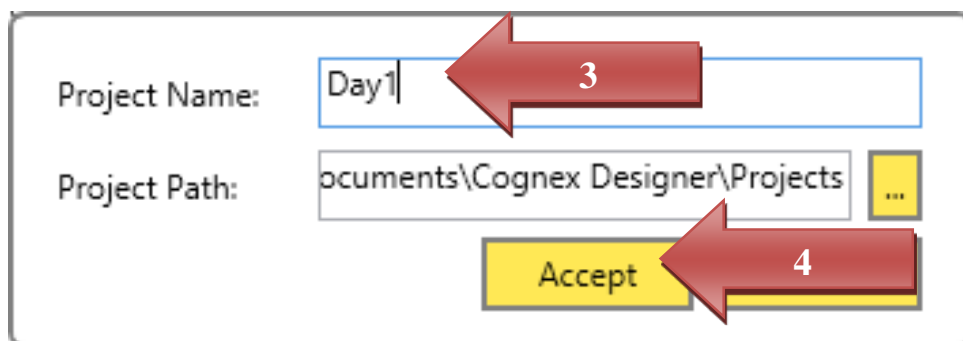 Project Name: Day1 3
Project Path: ocuments\Cognex Designer\Projects ...
Accept 4